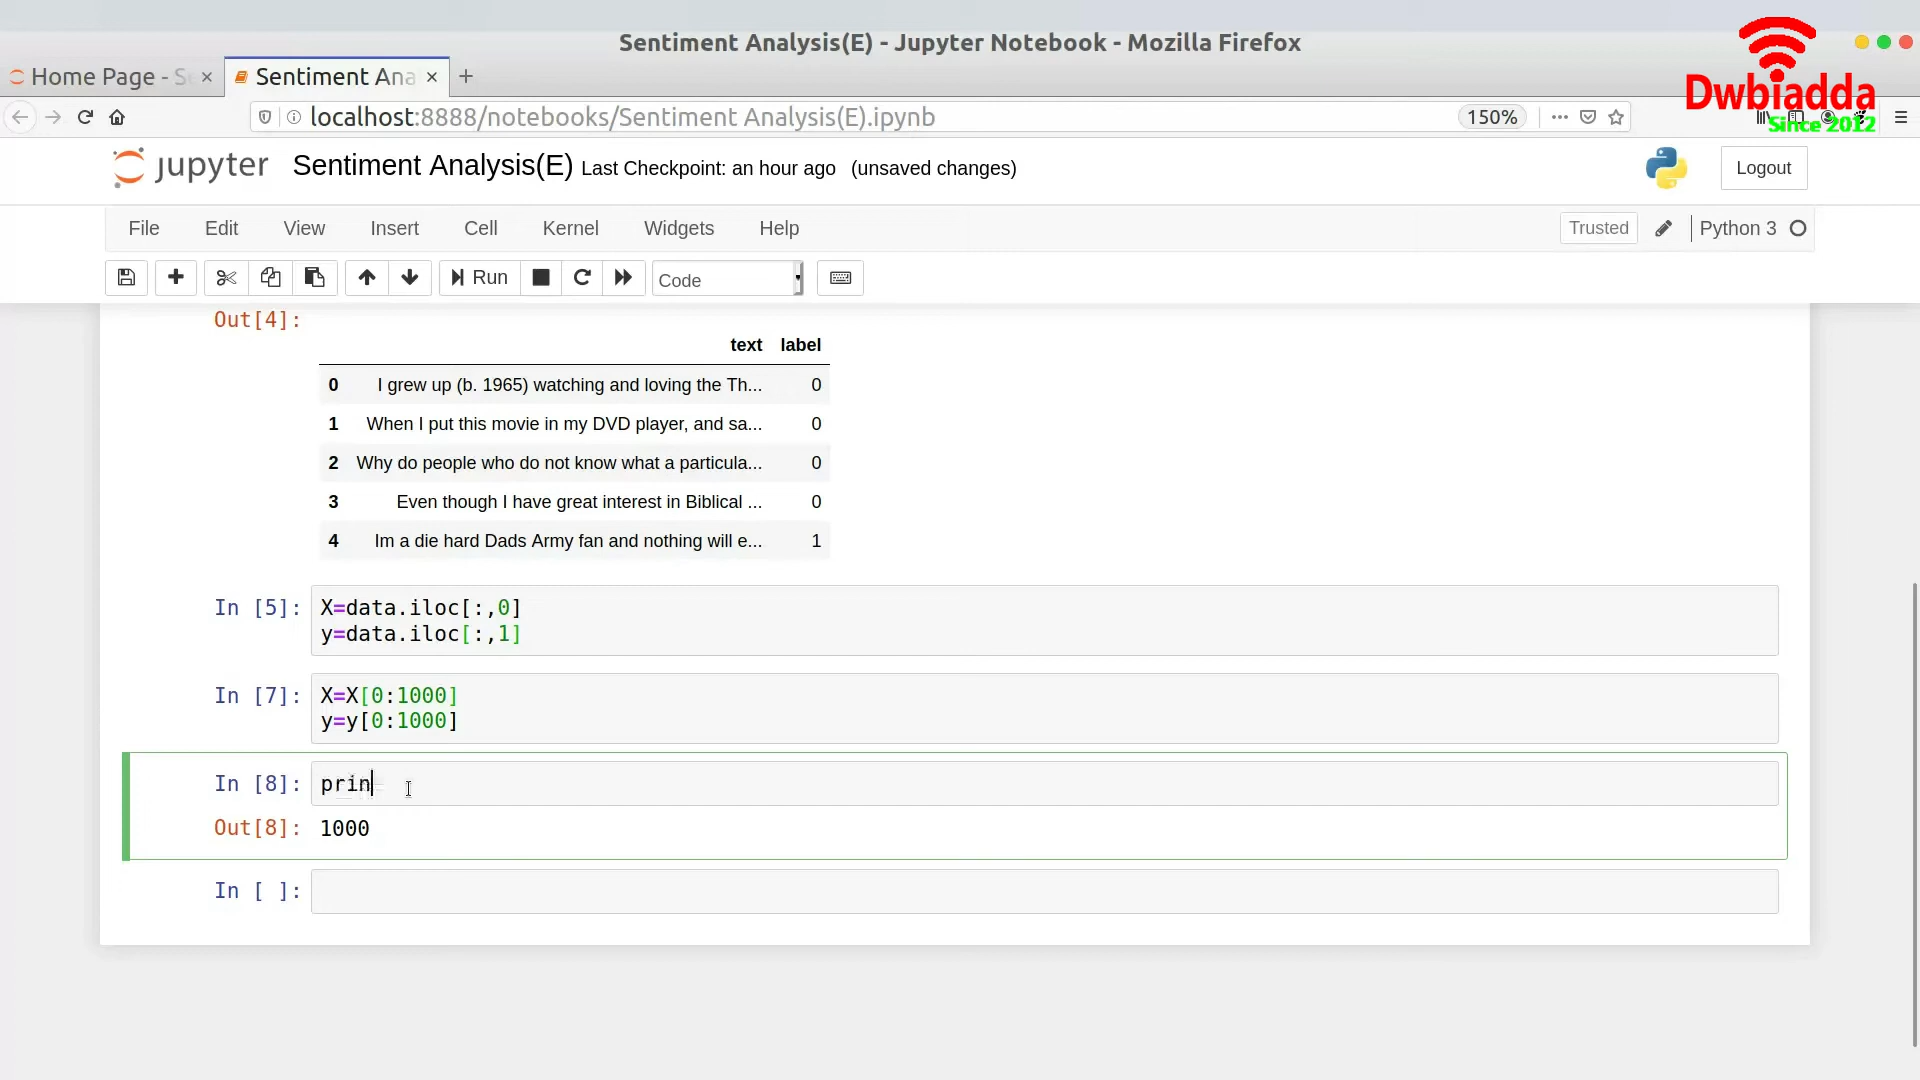 Sentiment Analysis(E) - Jupyter Notebook - Mozilla Firefox
Home Page - S
Sentiment Ana
localhost:8888/notebooks/Sentiment Analysis(E).ipynb
150%
Dwbiadda
Since 2012
jupyter Sentiment Analysis(E) Last Checkpoint: an hour ago (unsaved changes)
Logout
File Edit View Insert Cell Kernel Widgets Help
Trusted Python 3
Run Code
Out[4]:
text label
0 I grew up (b. 1965) watching and loving the Th... 0
1 When I put this movie in my DVD player, and sa... 0
2 Why do people who do not know what a particula... 0
3 Even though I have great interest in Biblical ... 0
4 Im a die hard Dads Army fan and nothing will e... 1
In [5]: X=data.iloc[:,0]
y=data.iloc[:,1]
In [7]: X=X[0:1000]
y=y[0:1000]
In [8]: prin
Out[8]: 1000
In [ ]: